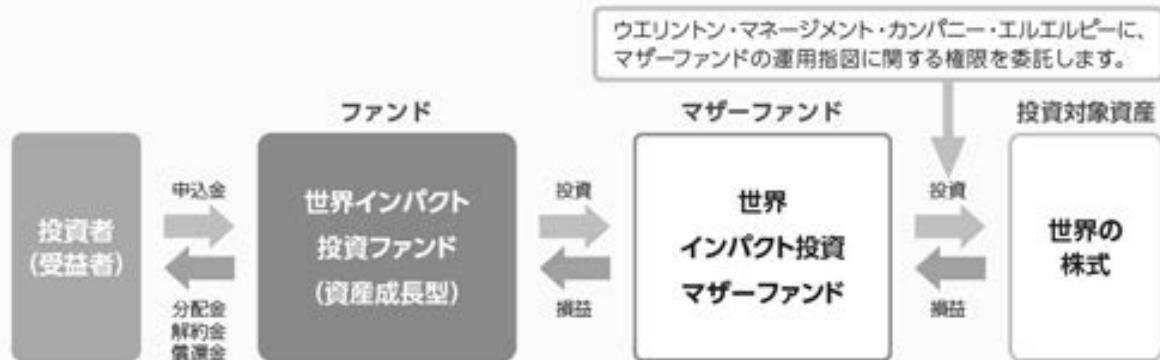 ウエリントン・マネージメント・カンパニー・エルエルピーに、
マザーファンドの運用指図に関する権限を委託します。
ファンド
マザーファンド
投資対象資産
投資者
(受益者)
申込金
分配金
解約金
償還金
世界インパクト
投資ファンド
(資産成長型)
投資
損益
世界
インパクト投資
マザーファンド
投資
損益
世界の
株式